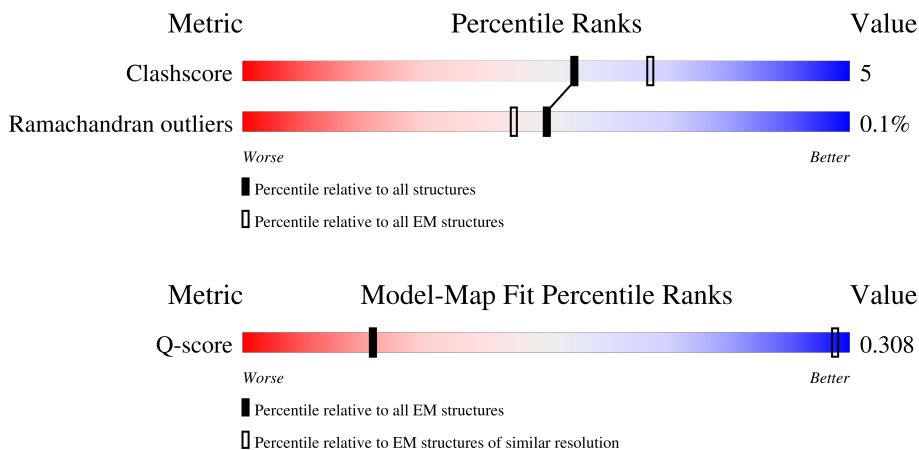 Metric Percentile Ranks Value
Clashscore 5
Ramachandran outliers 0.1%
Worse Better
Percentile relative to all structures
Percentile relative to all EM structures
Metric Model-Map Fit Percentile Ranks Value
Q-score 0.308
Worse Better
Percentile relative to all EM structures
Percentile relative to EM structures of similar resolution